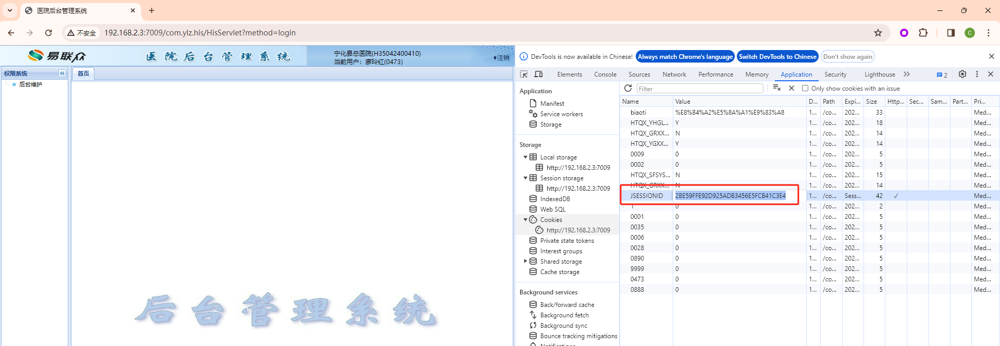 医院后台管理系统
不安全
192.168.2.3:7009/com.ylz.his/HisServlet?method=login
C
易联众
医院后台管理系统
宁化县总医院(H35042400410)
当前用户：廖玲红(0473)
注销
权限系统
首页
后台维护
后台管理系统
DevTools is now available in Chinese!
Always match Chrome's language
Switch DevTools to Chinese
Don't show again
Elements
Console
Sources
Network
Performance
Memory
Application
Security
Lighthouse
2
Filter
Only show cookies with an issue
Application
Manifest
Service workers
Storage
Storage
Local storage
http://192.168.2.3:7009
Session storage
http://192.168.2.3:7009
IndexedDB
Web SQL
Cookies
http://192.168.2.3:7009
Private state tokens
Interest groups
Shared storage
Cache storage
Background services
Back/forward cache
Background fetch
Background sync
Bounce tracking mitigations
Notifications
Name Value D... Path Expi... Size Http... Sec... Sam... Part... Pri...
biaoti %E8%B4%A2%E5%8A%A1%E9%83%A8 1... /co... 202... 33 Med...
HTQX_YHGL... Y 1... /co... 202... 18 Med...
HTQX_GRXX... N 1... /co... 202... 14 Med...
HTQX_YGXX... Y 1... /co... 202... 14 Med...
0009 0 1... /co... 202... 5 Med...
0002 0 1... /co... 202... 5 Med...
HTQX_SFSYS... N 1... /co... 202... 15 Med...
HTQX_GRXX... N 1... /co... 202... 14 Med...
JSESSIONID 2BE59FFE92D925ADB3456E5FCB41C3E4 1... /co... Sess... 42 ✓ Med...
1 0 1... /co... 202... 2 Med...
0001 0 1... /co... 202... 5 Med...
0035 0 1... /co... 202... 5 Med...
0006 0 1... /co... 202... 5 Med...
0028 0 1... /co... 202... 5 Med...
0890 0 1... /co... 202... 5 Med...
9999 0 1... /co... 202... 5 Med...
0473 0 1... /co... 202... 5 Med...
0888 0 1... /co... 202... 5 Med...